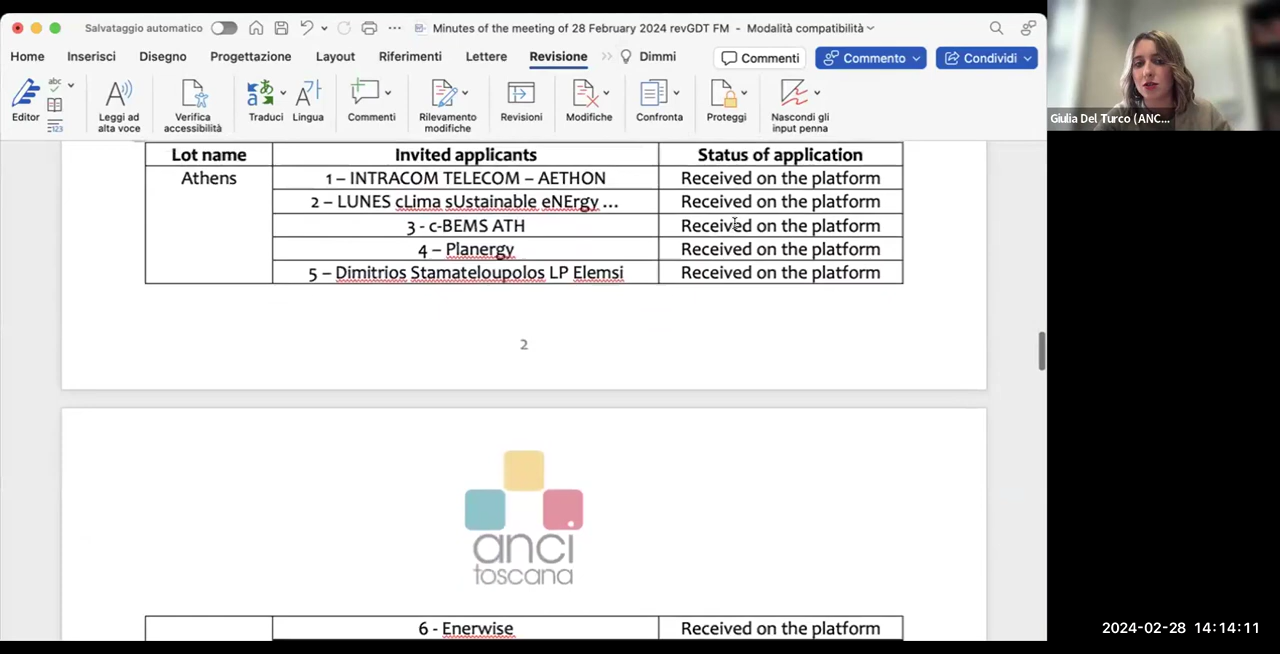 Salvataggio automatico
Minutes of the meeting of 28 February 2024 revGDT FM - Modalità compatibilità
Home Inserisci Disegno Progettazione Layout Riferimenti Lettere Revisione Dimmi Commenti Commento Condividi
Editor
Leggi ad alta voce
Verifica accessibilità
Traduci
Lingua
Commenti
Rilevamento modifiche
Revisioni
Modifiche
Confronta
Proteggi
Nascondi gli input penna
Giulia Del Turco (ANC...
Lot name Invited applicants Status of application
Athens 1 – INTRACOM TELECOM – AETHON Received on the platform
2 – LUNES cLima sUstainable eNErgy ... Received on the platform
3 - c-BEMS ATH Received on the platform
4 – Planergy Received on the platform
5 – Dimitrios Stamateloupolos LP Elemsi Received on the platform
2
anci
toscana
6 - Enerwise Received on the platform
2024-02-28 14:14:11